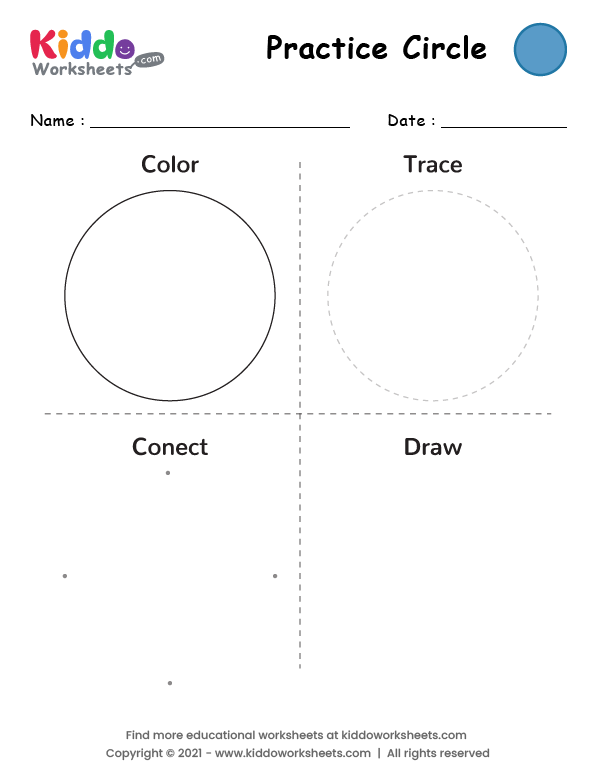 Kiddo
Worksheets
.com
Practice Circle
Name : Date :
Color Trace
Conect Draw
Find more educational worksheets at kiddoworksheets.com
Copyright © 2021 - www.kiddoworksheets.com | All rights reserved